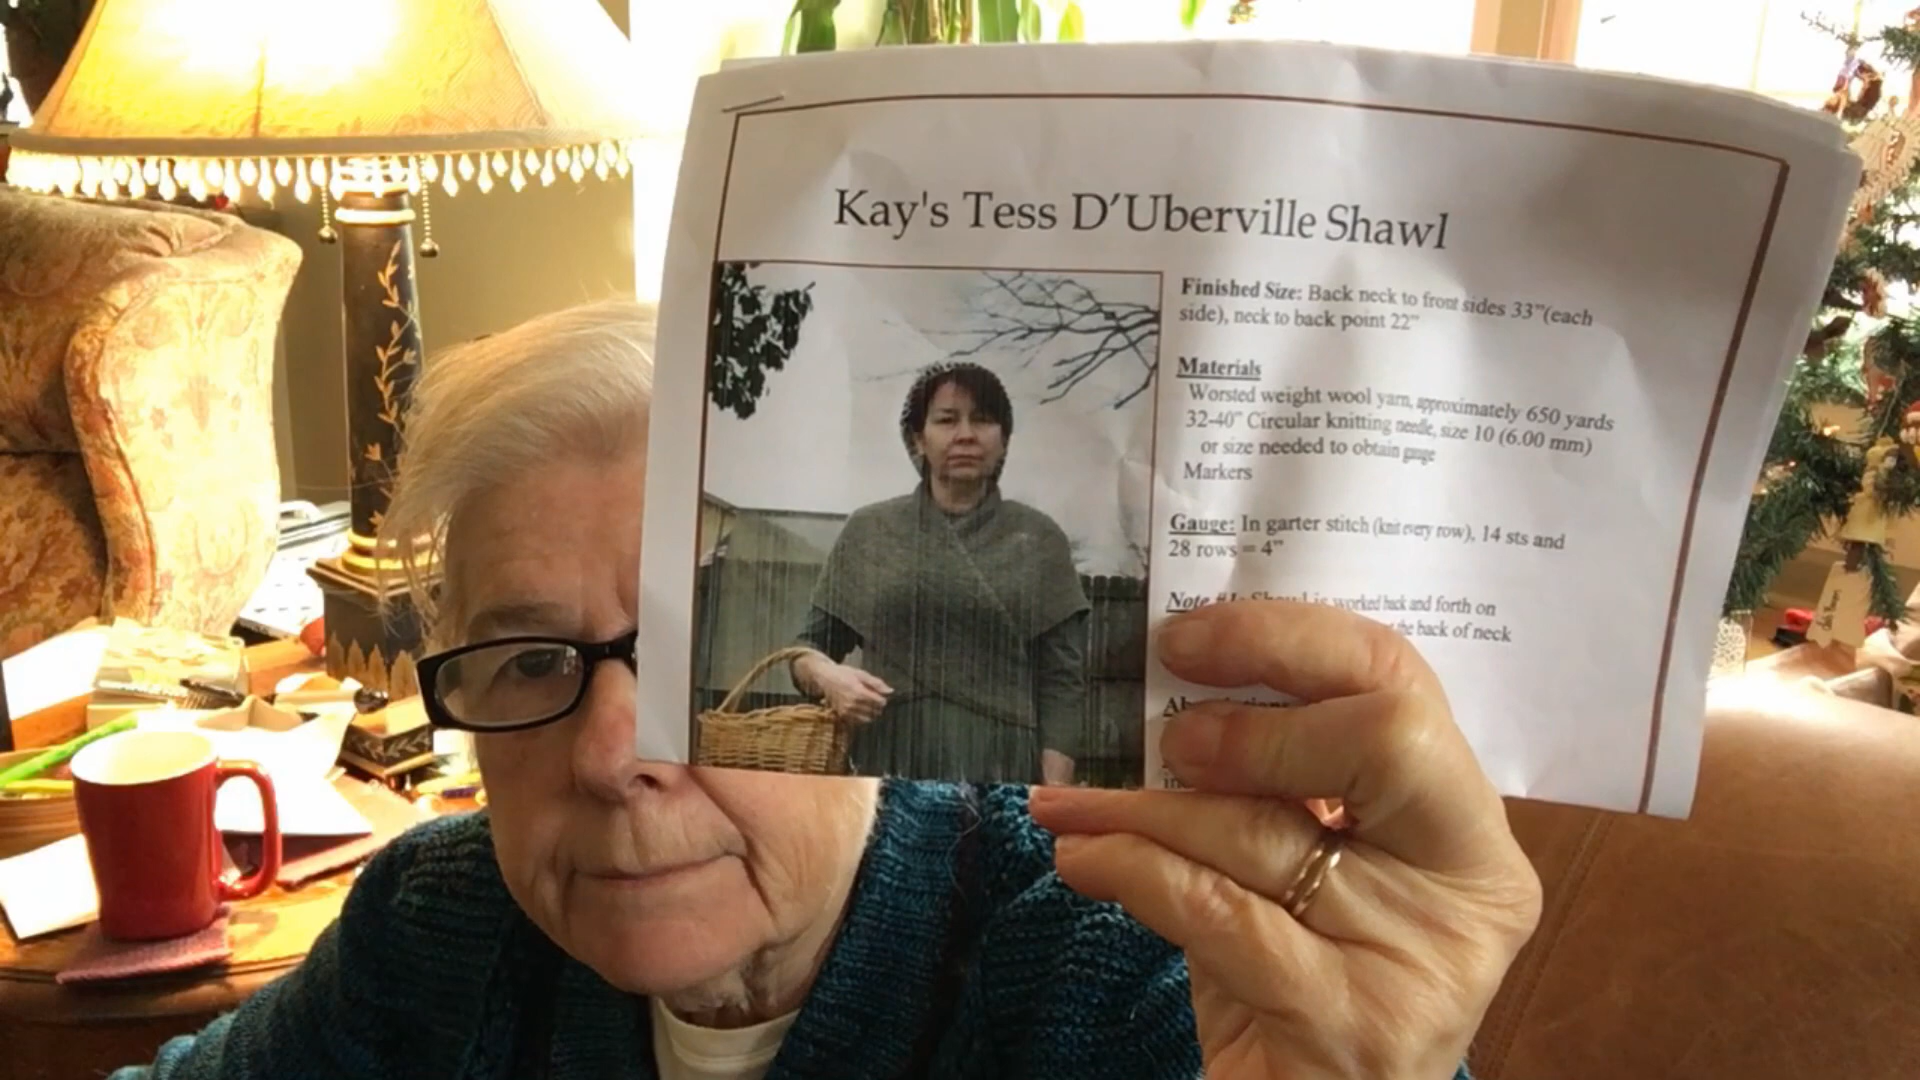 Kay's Tess D'Uberville Shawl
Finished Size: Back neck to front sides 33"(each
side), neck to back point 22"
Materials
Worsted weight wool yarn, approximately 650 yards
32-40" Circular knitting needle, size 10 (6.00 mm)
or size needed to obtain gauge
Markers
Gauge: In garter stitch (knit every row), 14 sts and
28 rows = 4"
Note #1: Shawl is worked back and forth on
the back of neck